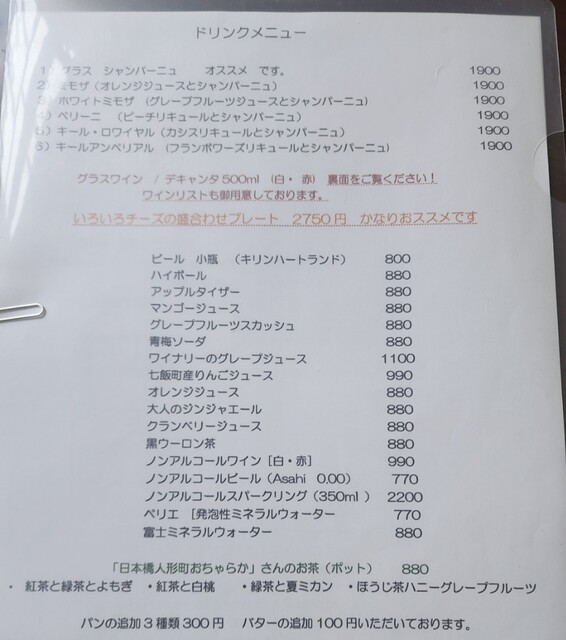 ドリンクメニュー
1) グラス シャンパーニュ オススメ です。 1900
2) ミモザ (オレンジジュースとシャンパーニュ) 1900
3) ホワイトミモザ (グレープフルーツジュースとシャンパーニュ) 1900
4) ベリーニ (ピーチリキュールとシャンパーニュ) 1900
5) キール・ロワイヤル (カシスリキュールとシャンパーニュ) 1900
6) キールアンペリアル (フランボワーズリキュールとシャンパーニュ) 1900
グラスワイン / デキャンタ500ml (白・赤) 裏面をご覧ください!
ワインリストも御用意しております。
いろいろチーズの盛合わせプレート 2750円 かなりおススメです
ビール 小瓶 (キリンハートランド) 800
ハイボール 880
アップルタイザー 880
マンゴージュース 880
グレープフルーツスカッシュ 880
青梅ソーダ 880
ワイナリーのグレープジュース 1100
七飯町産りんごジュース 990
オレンジジュース 880
大人のジンジャエール 880
クランベリージュース 880
黒ウーロン茶 880
ノンアルコールワイン [白・赤] 990
ノンアルコールビール (Asahi 0.00) 770
ノンアルコールスパークリング (350ml) 2200
ペリエ [発泡性ミネラルウォーター 770
富士ミネラルウォーター 880
「日本橋人形町おちゃらか」さんのお茶 (ポット) 880
・ 紅茶と緑茶とよもぎ ・紅茶と白桃 ・緑茶と夏ミカン ・ほうじ茶ハニーグレープフルーツ
パンの追加3種類300円 バターの追加100円いただいております。